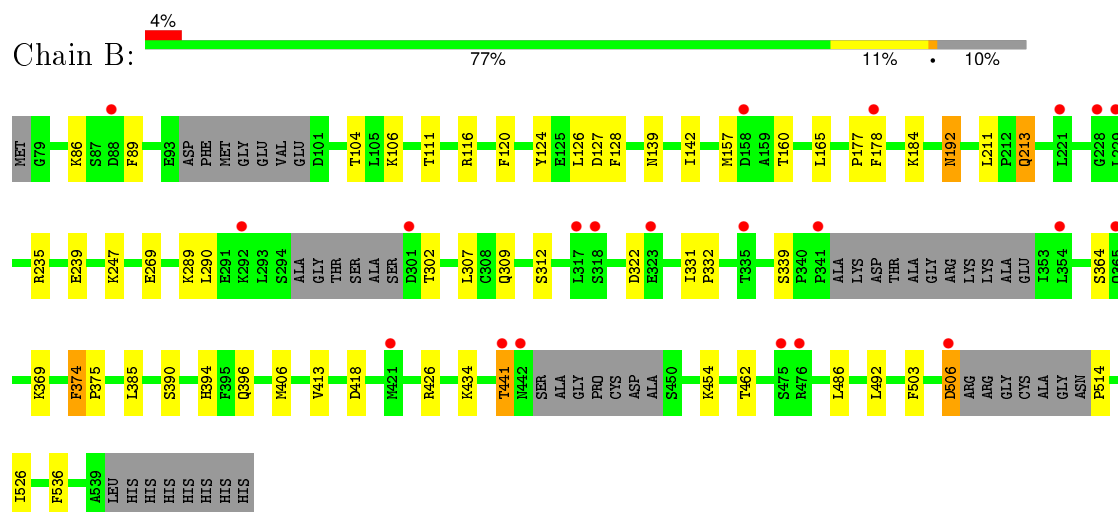 4%
Chain B:
77% 11% • 10%
MET G79 K86 S87 D88 F89 E93 ASP PHE MET GLY GLU VAL GLU D101 T104 L105 K106 T111 R116 F120 Y124 E125 L126 D127 F128 N139 I142 M157 D158 A159 T160 L165 P177 F178 K184 N192 L211 P212 Q213 L221 G228 L229
R235 E239 K247 E269 K289 L290 E291 K292 L293 S294 ALA GLY THR SER ALA SER D301 T302 L307 C308 Q309 S312 L317 S318 D322 E323 I331 P332 T335 S339 P340 P341 ALA LYS ASP THR ALA GLY ARG LYS LYS ALA GLU I353 L354 S364 Q365
K369 F374 P375 L385 S390 H394 F395 Q396 M406 V413 D418 M421 R426 K434 T441 N442 SER ALA GLY PRO CYS ASP ALA S450 K454 T462 S475 R476 L486 L492 F503 D506 ARG ARG GLY CYS ALA GLY ASN P514
I526 F536 A539 LEU HIS HIS HIS HIS HIS HIS HIS